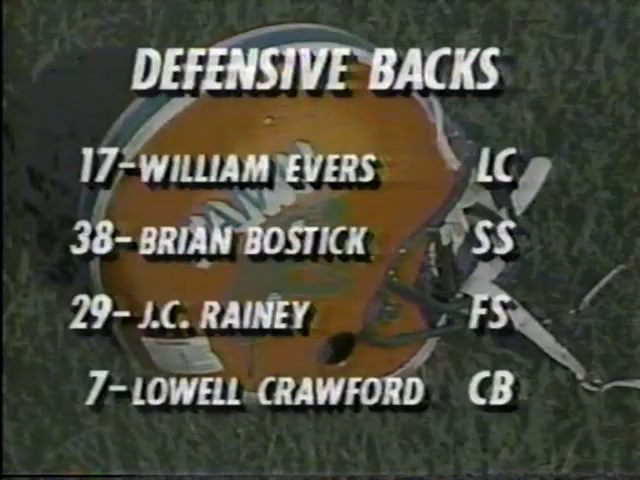 DEFENSIVE BACKS
17-WILLIAM EVERS LC
38-BRIAN BOSTICK SS
29-J.C. RAINEY FS
7-LOWELL CRAWFORD CB